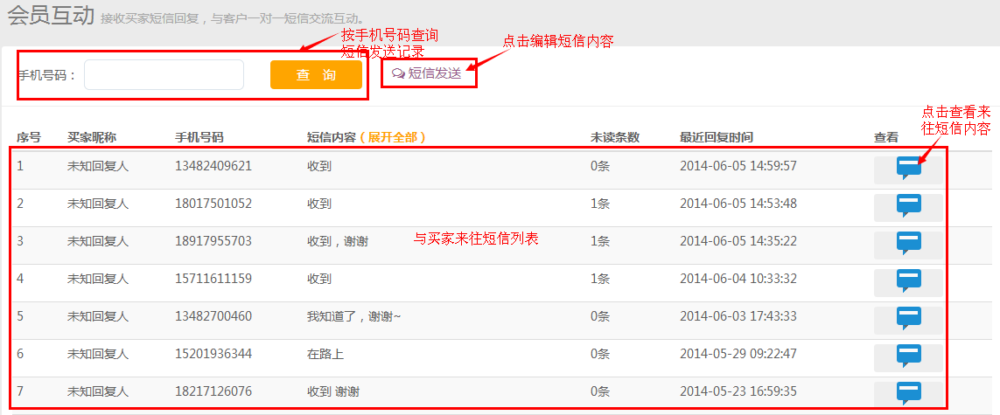 会员互动 接收买家短信回复，与客户一对一短信交流互动。
按手机号码查询
短信发送记录
点击编辑短信内容
手机号码： 查 询 短信发送
点击查看来
往短信内容
序号 买家昵称 手机号码 短信内容（展开全部） 未读条数 最近回复时间 查看
1 未知回复人 13482409621 收到 0条 2014-06-05 14:59:57
2 未知回复人 18017501052 收到 1条 2014-06-05 14:53:48
3 未知回复人 18917955703 收到，谢谢 1条 2014-06-05 14:35:22
与买家来往短信列表
4 未知回复人 15711611159 收到 1条 2014-06-04 10:33:32
5 未知回复人 13482700460 我知道了，谢谢~ 0条 2014-06-03 17:43:33
6 未知回复人 15201936344 在路上 0条 2014-05-29 09:22:47
7 未知回复人 18217126076 收到 谢谢 0条 2014-05-23 16:59:35